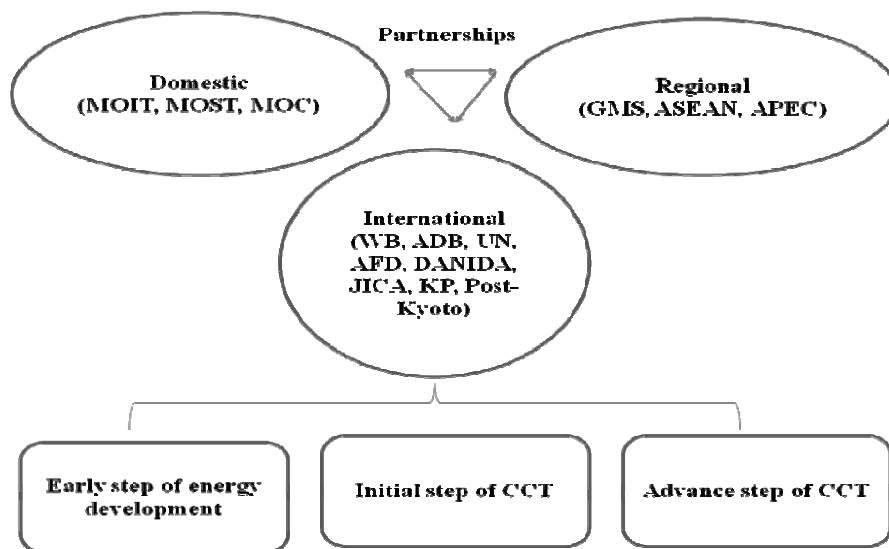 Partnerships
Domestic
(MOIT, MOST, MOC)
Regional
(GMS, ASEAN, APEC)
International
(WB, ADB, UN,
AFD, DANIDA,
JICA, KP, Post-
Kyoto)
Early step of energy
development
Initial step of CCT
Advance step of CCT